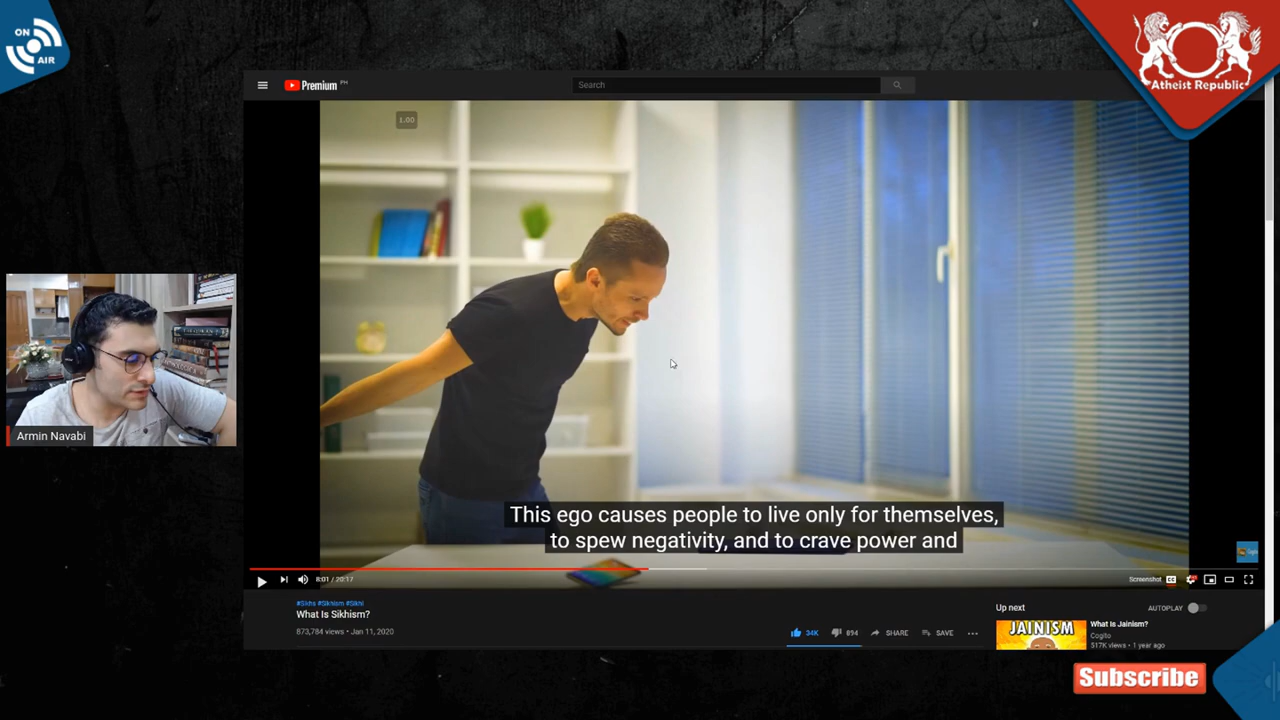 ON
AIR
Atheist Republic
Premium PH
Search
1.00
Armin Navabi
This ego causes people to live only for themselves,
to spew negativity, and to crave power and
8:01 / 20:17
Screenshot CC
#Sikhs #Sikhism #Sikhi
What Is Sikhism?
873,784 views • Jan 11, 2020
34K 894 SHARE SAVE
Up next AUTOPLAY
JAINISM
What Is Jainism?
Cogito
517K views • 1 year ago
Subscribe